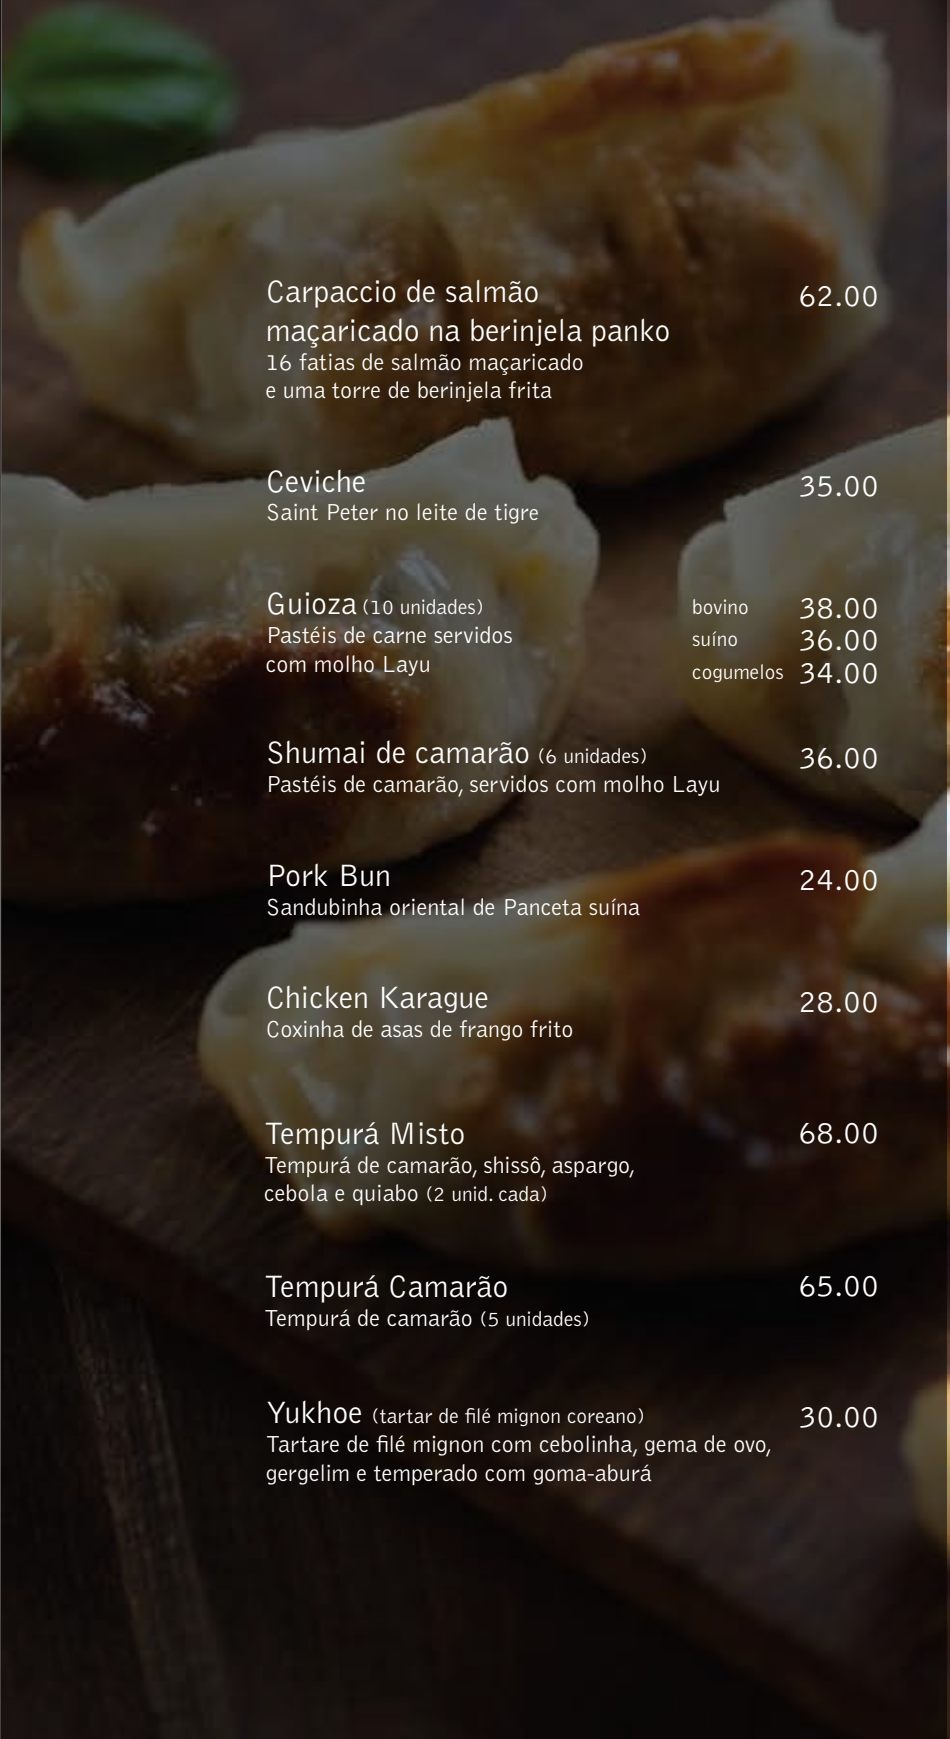 Carpaccio de salmão 62.00
maçaricado na berinjela panko
16 fatias de salmão maçaricado
e uma torre de berinjela frita
Ceviche 35.00
Saint Peter no leite de tigre
Guioza (10 unidades) bovino 38.00
Pastéis de carne servidos suíno 36.00
com molho Layu cogumelos 34.00
Shumai de camarão (6 unidades) 36.00
Pastéis de camarão, servidos com molho Layu
Pork Bun 24.00
Sandubinha oriental de Panceta suína
Chicken Karague 28.00
Coxinha de asas de frango frito
Tempurá Misto 68.00
Tempurá de camarão, shissô, aspargo,
cebola e quiabo (2 unid. cada)
Tempurá Camarão 65.00
Tempurá de camarão (5 unidades)
Yukhoe (tartar de filé mignon coreano) 30.00
Tartare de filé mignon com cebolinha, gema de ovo,
gergelim e temperado com goma-aburá